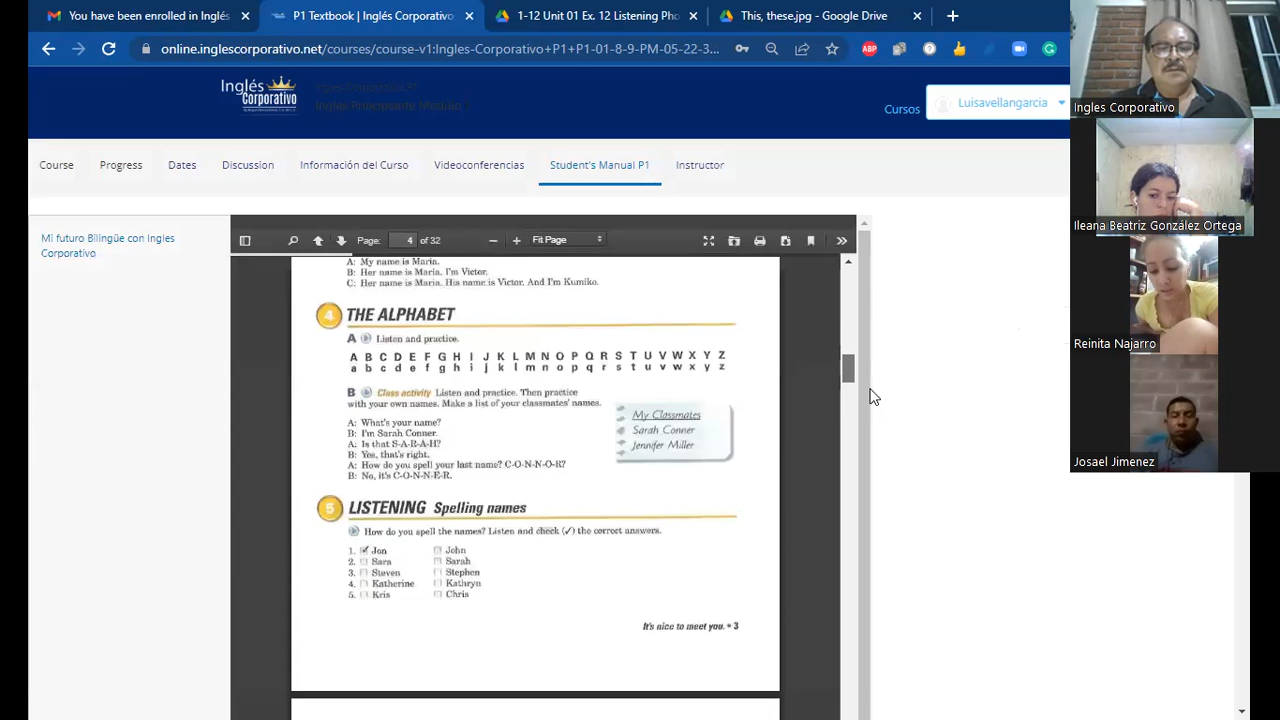 You have been enrolled in Inglés
P1 Textbook | Inglés Corporativo
1-12 Unit 01 Ex. 12 Listening Pho
This, these.jpg - Google Drive
online.inglescorporativo.net/courses/course-v1:Ingles-Corporativo+P1+P1-01-8-9-PM-05-22-3...
ABP
Inglés
Corporativo
Inglés Principiante Modulo 1
Cursos
Luisavellangarcia
Course
Progress
Dates
Discussion
Información del Curso
Videoconferencias
Student's Manual P1
Instructor
Mi futuro Bilingüe con Ingles
Corporativo
Page: 4 of 32
Fit Page
A: My name is Maria.
B: Her name is Maria. I'm Victor.
C: Her name is Maria. His name is Victor. And I'm Kumiko.
4 THE ALPHABET
A Listen and practice.
A B C D E F G H I J K L M N O P Q R S T U V W X Y Z
a b c d e f g h i j k l m n o p q r s t u v w x y z
B Class activity Listen and practice. Then practice
with your own names. Make a list of your classmates' names.
A: What's your name?
B: I'm Sarah Conner.
A: Is that S-A-R-A-H?
B: Yes, that's right.
A: How do you spell your last name? C-O-N-N-O-R?
B: No, it's C-O-N-N-E-R.
My Classmates
Sarah Conner
Jennifer Miller
5 LISTENING Spelling names
How do you spell the names? Listen and check (✓) the correct answers.
1. ✓ Jon John
2. Sara Sarah
3. Steven Stephen
4. Katherine Kathryn
5. Kris Chris
It's nice to meet you. • 3
Ingles Corporativo
Ileana Beatriz González Ortega
Reinita Najarro
Josael Jimenez